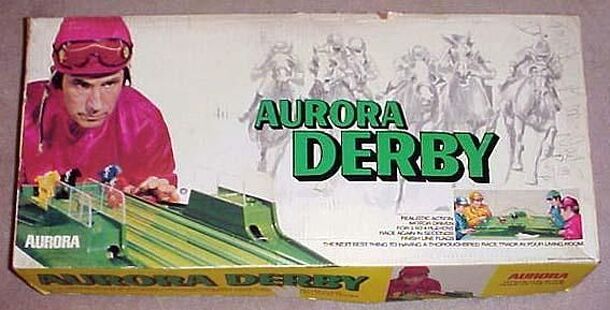 AURORA
DERBY
REALISTIC ACTION
MOTOR DRIVEN
FOR 2 TO 4 PLAYERS
RACE AGAIN IN SECONDS
FINISH LINE FLAGS
THE NEXT BEST THING TO HAVING A THOROUGHBRED RACE TRACK IN YOUR LIVING ROOM
AURORA
AURORA DERBY
AURORA